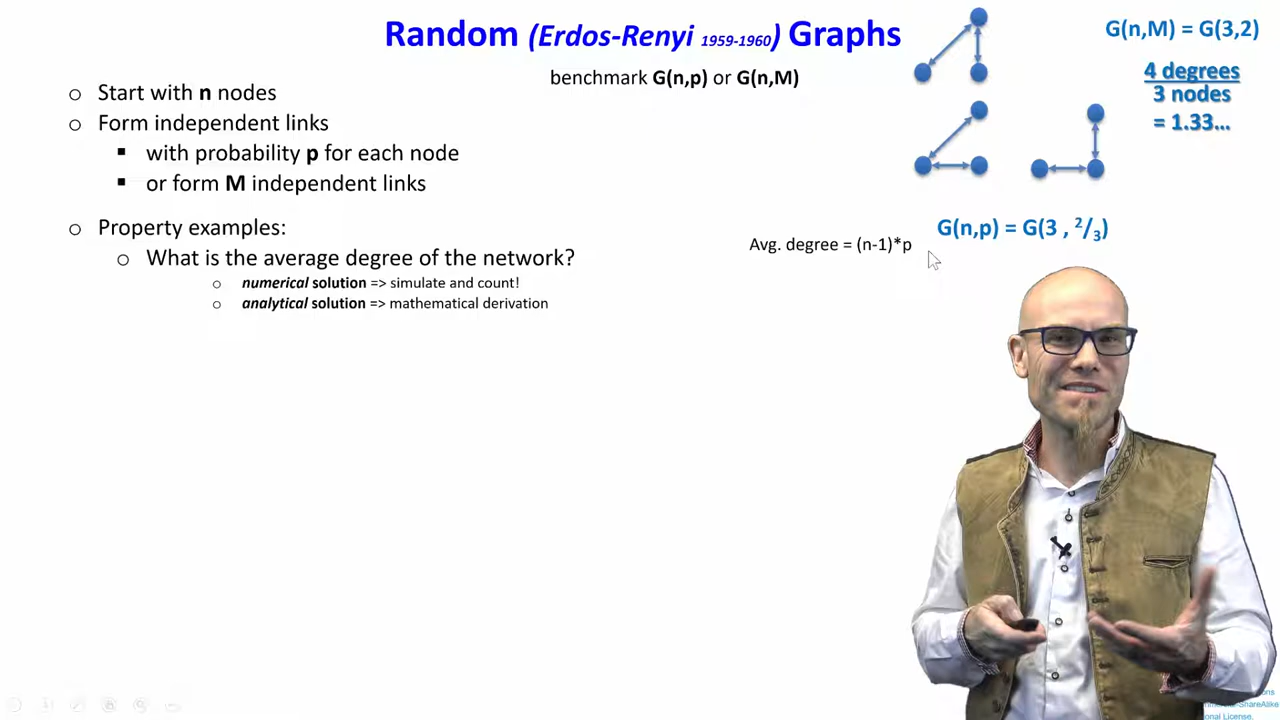 Random (Erdos-Renyi 1959-1960) Graphs
benchmark G(n,p) or G(n,M)
G(n,M) = G(3,2)
4 degrees
3 nodes
= 1.33...
o Start with n nodes
o Form independent links
▪ with probability p for each node
▪ or form M independent links
o Property examples:
o What is the average degree of the network?
o numerical solution => simulate and count!
o analytical solution => mathematical derivation
G(n,p) = G(3 , 2/3)
Avg. degree = (n-1)*p